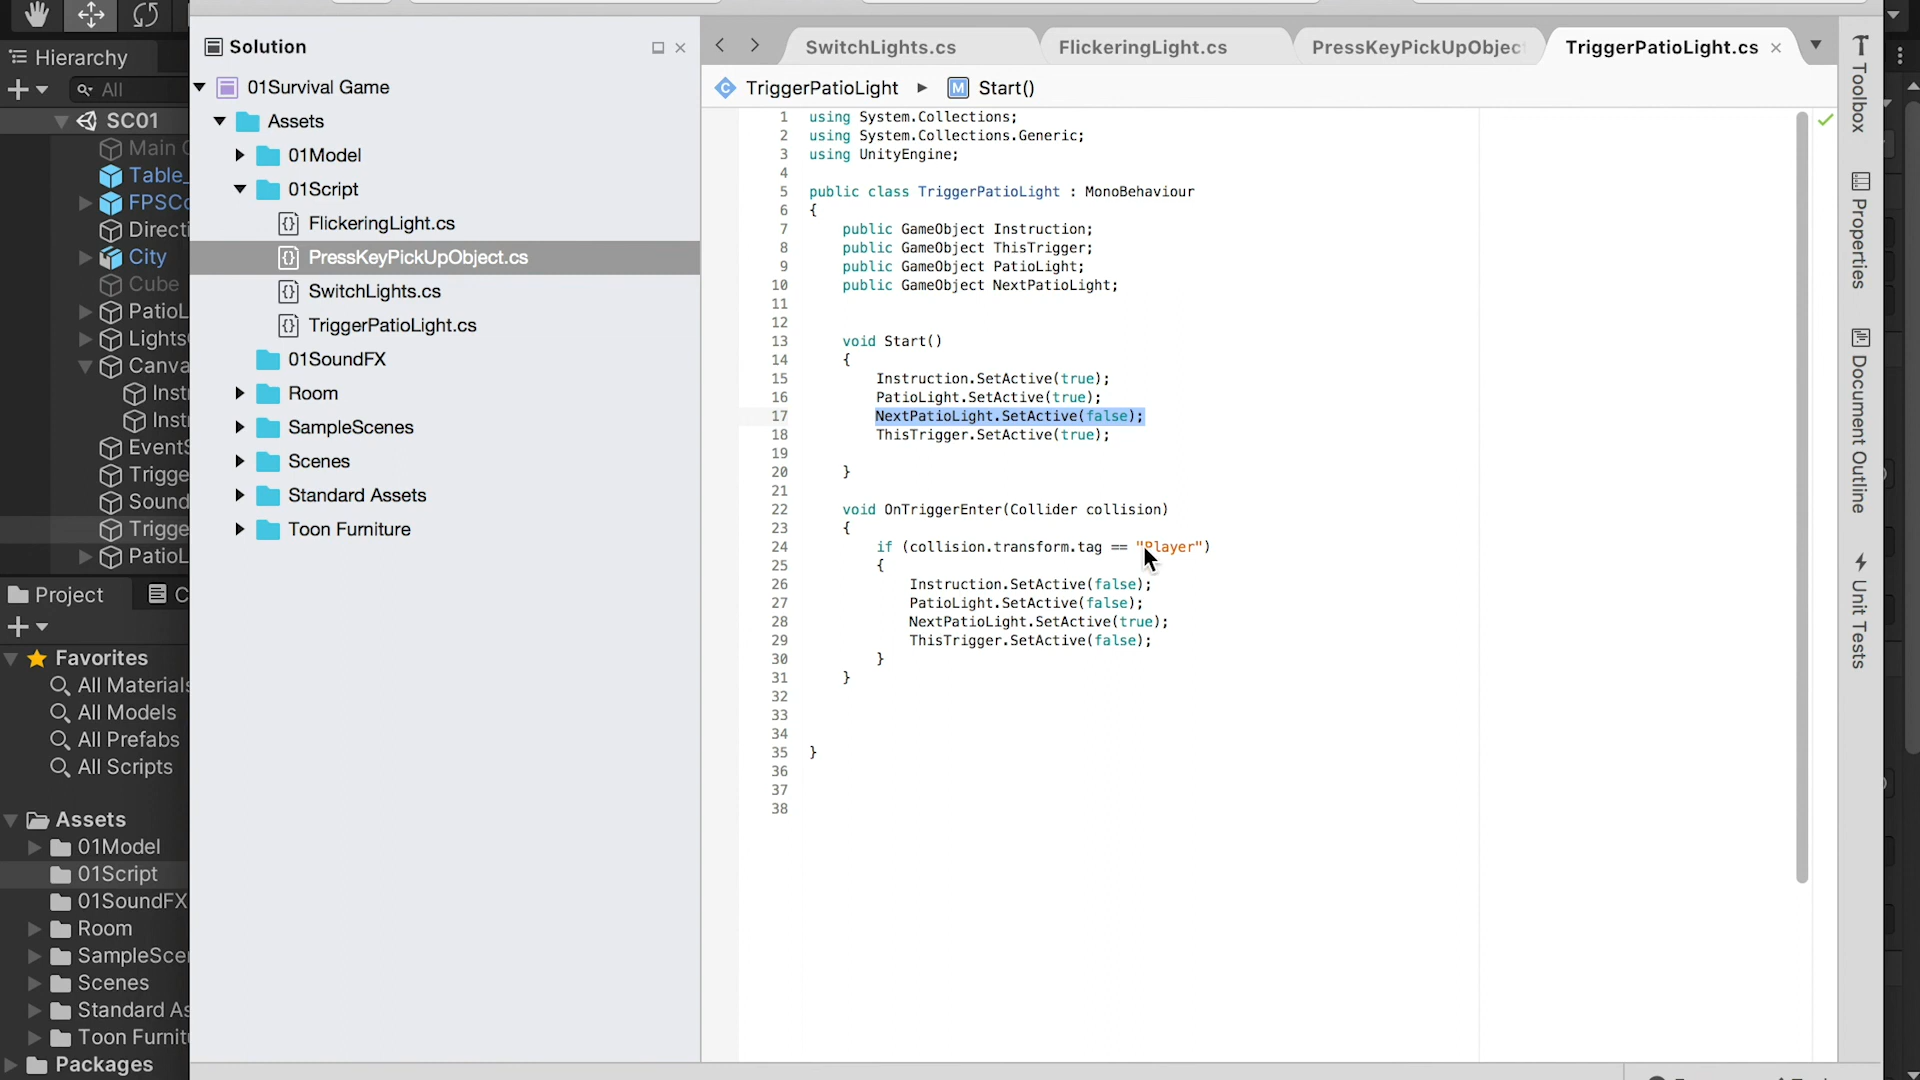 Hierarchy
All
SC01
Main C
Table_
FPSCo
Directi
City
Cube
PatioL
Lights
Canva
Inst
Inst
EventS
Trigge
Sound
Trigge
PatioL
Project
C
Favorites
All Materials
All Models
All Prefabs
All Scripts
Assets
01Model
01Script
01SoundFX
Room
SampleScen
Scenes
Standard As
Toon Furnitu
Packages
Solution
01Survival Game
Assets
01Model
01Script
FlickeringLight.cs
PressKeyPickUpObject.cs
SwitchLights.cs
TriggerPatioLight.cs
01SoundFX
Room
SampleScenes
Scenes
Standard Assets
Toon Furniture
SwitchLights.cs
FlickeringLight.cs
PressKeyPickUpObjec
TriggerPatioLight.cs
TriggerPatioLight
M Start()
1 using System.Collections;
2 using System.Collections.Generic;
3 using UnityEngine;
4
5 public class TriggerPatioLight : MonoBehaviour
6 {
7 public GameObject Instruction;
8 public GameObject ThisTrigger;
9 public GameObject PatioLight;
10 public GameObject NextPatioLight;
11
12
13 void Start()
14 {
15 Instruction.SetActive(true);
16 PatioLight.SetActive(true);
17 NextPatioLight.SetActive(false);
18 ThisTrigger.SetActive(true);
19
20 }
21
22 void OnTriggerEnter(Collider collision)
23 {
24 if (collision.transform.tag == "Player")
25 {
26 Instruction.SetActive(false);
27 PatioLight.SetActive(false);
28 NextPatioLight.SetActive(true);
29 ThisTrigger.SetActive(false);
30 }
31 }
32
33
34
35 }
36
37
38
Toolbox
Properties
Document Outline
Unit Tests